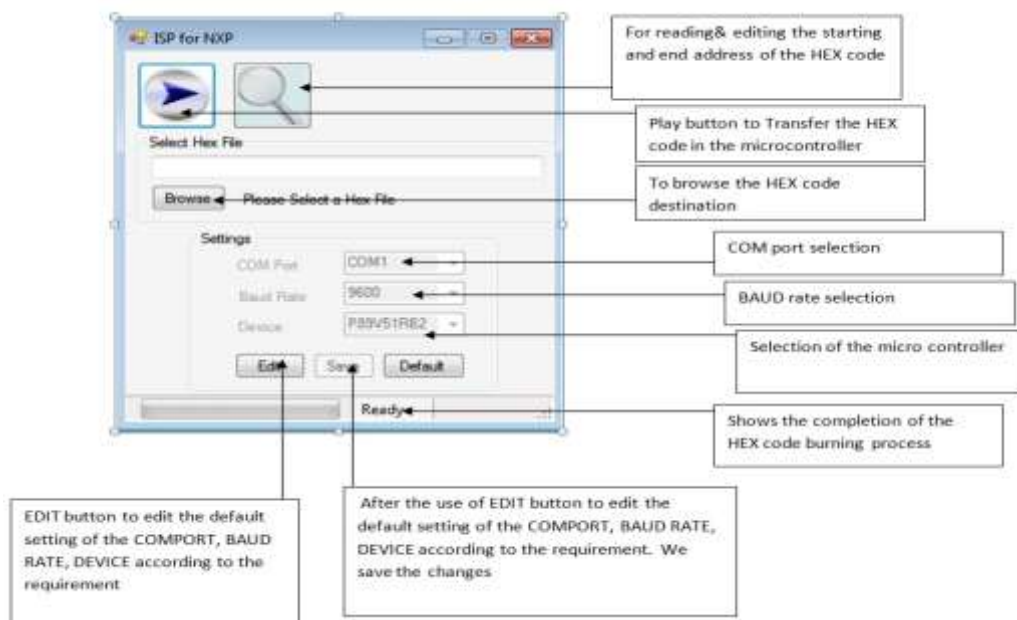 ISP for NXP
For reading& editing the starting
and end address of the HEX code
Play button to Transfer the HEX
code in the microcontroller
Select Hex File
To browse the HEX code
destination
Browse
Please Select a Hex File
Settings
COM port selection
COM Port
COM1
BAUD rate selection
Baud Rate
9600
Device
P89V51RB2
Selection of the micro controller
Edit
Save
Default
Ready
Shows the completion of the
HEX code burning process
EDIT button to edit the default
setting of the COMPORT, BAUD
RATE, DEVICE according to the
requirement
After the use of EDIT button to edit the
default setting of the COMPORT, BAUD RATE,
DEVICE according to the requirement. We
save the changes